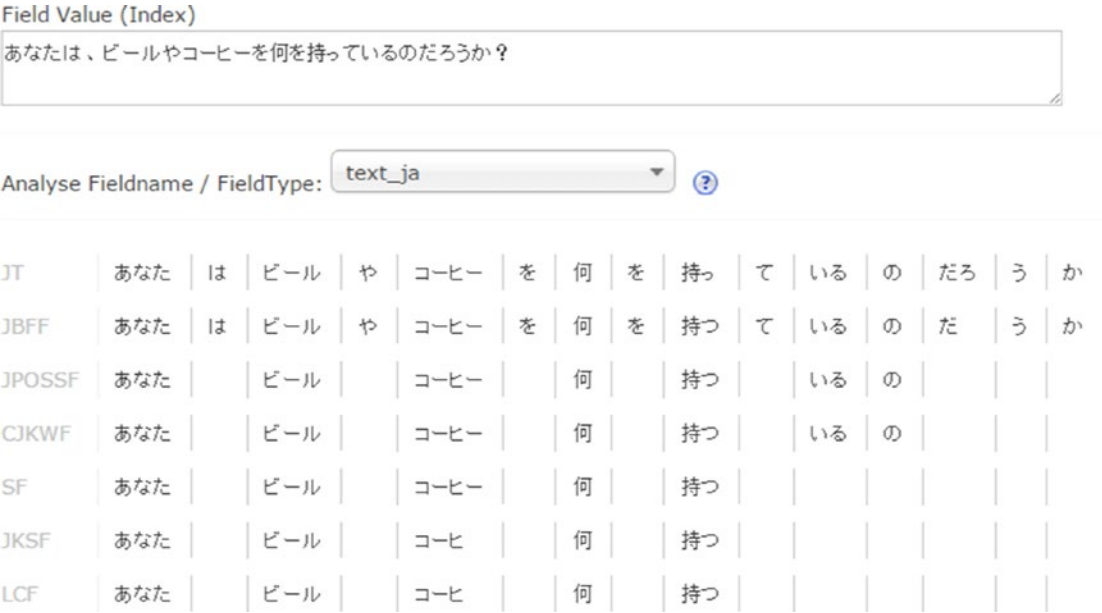 Field Value (Index)
あなたは、ビールやコーヒーを何を持っているのだろうか？
Analyse Fieldname / FieldType: text_ja ?
JT あなた は ビール や コーヒー を 何 を 持っ て いる の だろ う か
JBFF あなた は ビール や コーヒー を 何 を 持つ て いる の だ う か
JPOSSF あなた ビール コーヒー 何 持つ いる の
CJKWF あなた ビール コーヒー 何 持つ いる の
SF あなた ビール コーヒー 何 持つ
JKSF あなた ビール コーヒ 何 持つ
LCF あなた ビール コーヒ 何 持つ